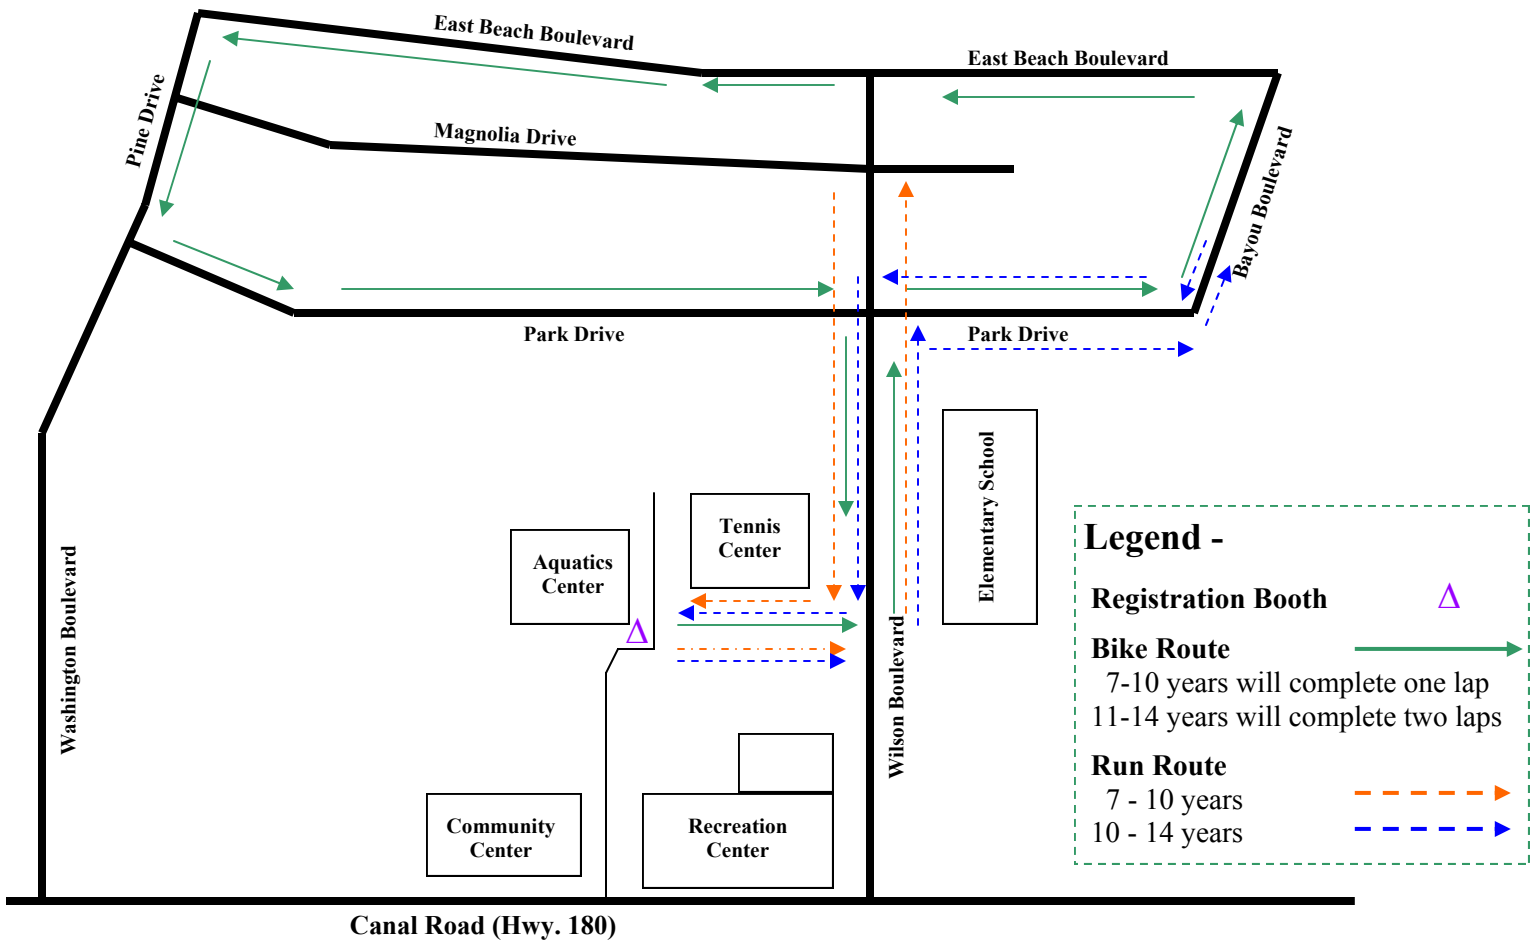 East Beach Boulevard
East Beach Boulevard
Pine Drive
Magnolia Drive
Bayou Boulevard
Park Drive
Park Drive
Elementary School
Tennis
Center
Aquatics
Center
Δ
Washington Boulevard
Wilson Boulevard
Community
Center
Recreation
Center
Canal Road (Hwy. 180)
Legend -
Registration Booth Δ
Bike Route
7-10 years will complete one lap
11-14 years will complete two laps
Run Route
7 - 10 years
10 - 14 years